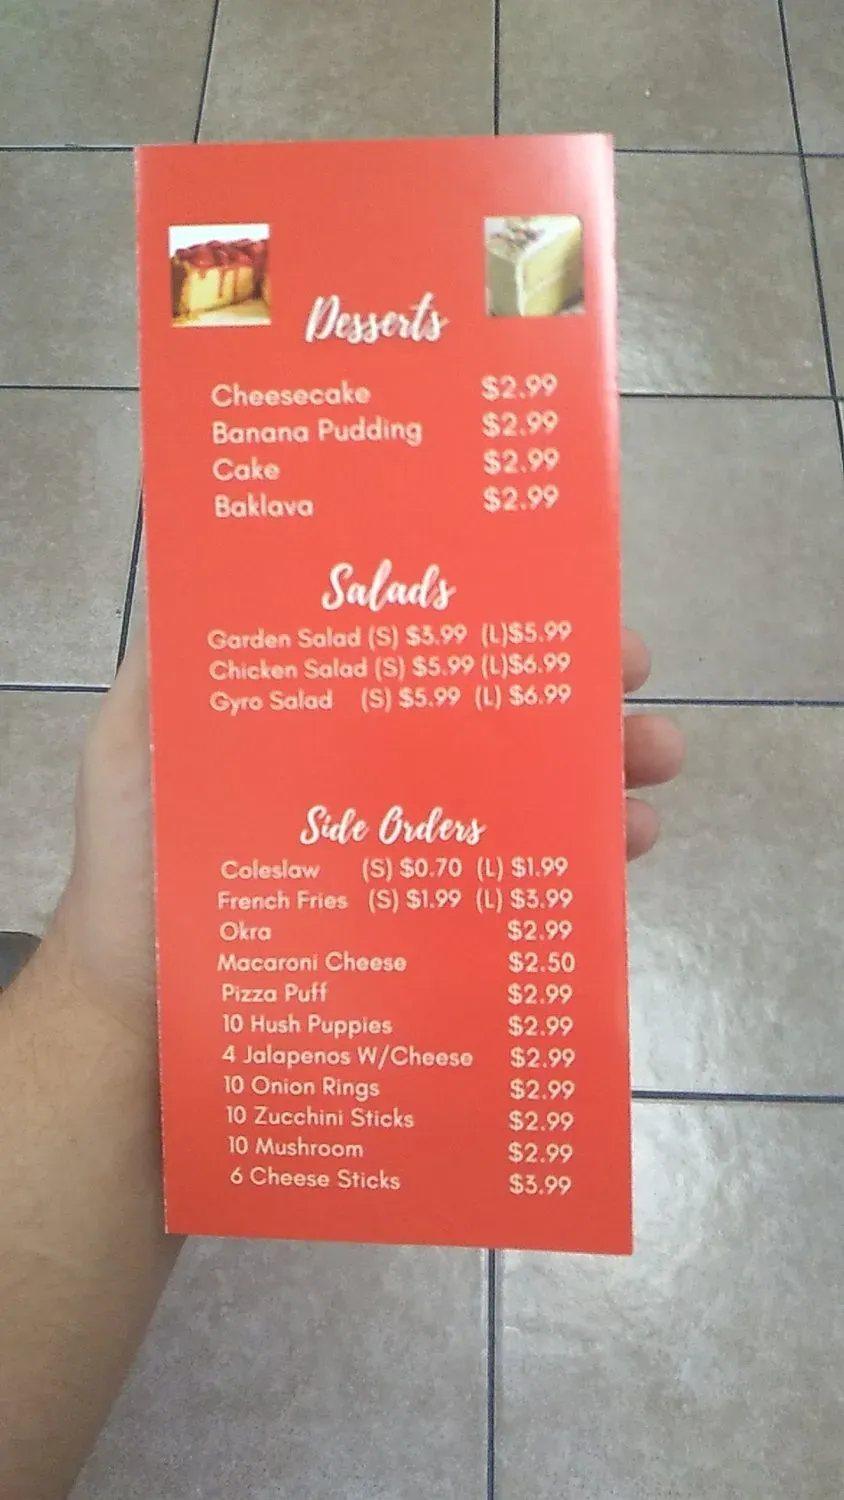 Desserts
Cheesecake $2.99
Banana Pudding $2.99
Cake $2.99
Baklava $2.99
Salads
Garden Salad (S) $3.99 (L)$5.99
Chicken Salad (S) $5.99 (L)$6.99
Gyro Salad (S) $5.99 (L) $6.99
Side Orders
Coleslaw (S) $0.70 (L) $1.99
French Fries (S) $1.99 (L) $3.99
Okra $2.99
Macaroni Cheese $2.50
Pizza Puff $2.99
10 Hush Puppies $2.99
4 Jalapenos W/Cheese $2.99
10 Onion Rings $2.99
10 Zucchini Sticks $2.99
10 Mushroom $2.99
6 Cheese Sticks $3.99